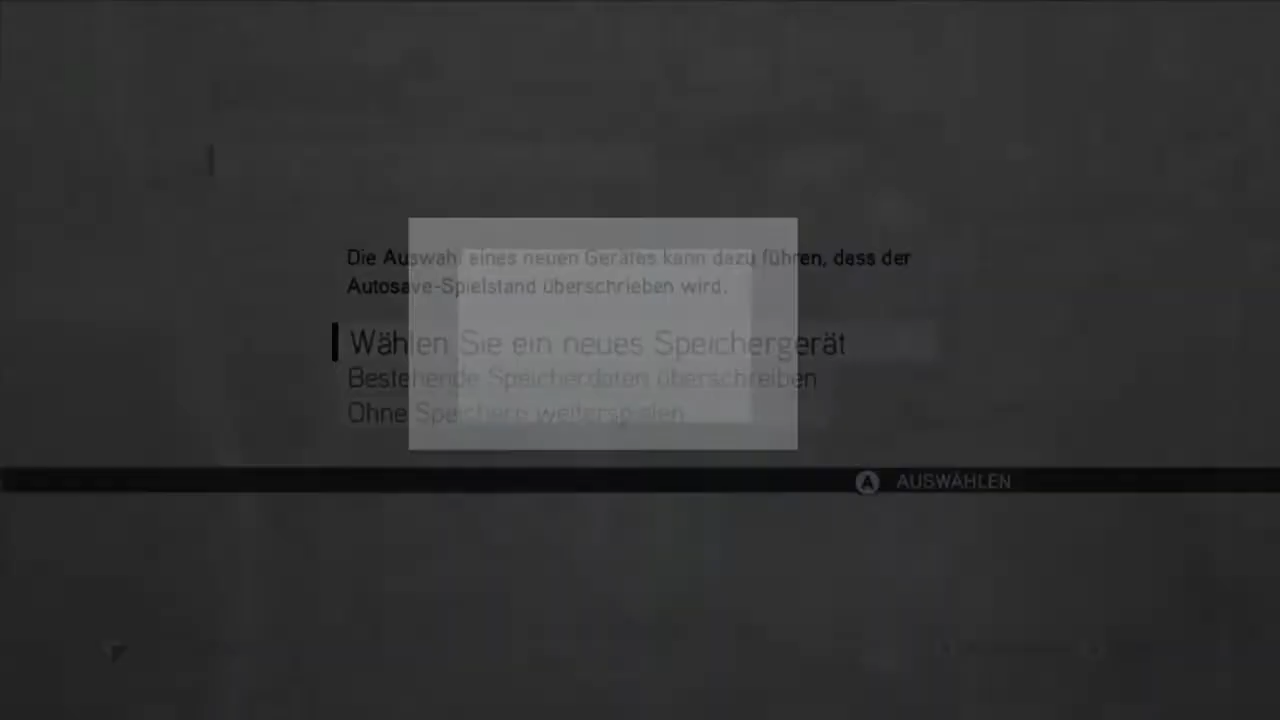 Die Auswahl eines neuen Gerätes kann dazu führen, dass der
Autosave-Spielstand überschrieben wird.
Wählen Sie ein neues Speichergerät
Bestehende Speicherdaten überschreiben
Ohne Speichern weiterspielen
A AUSWÄHLEN